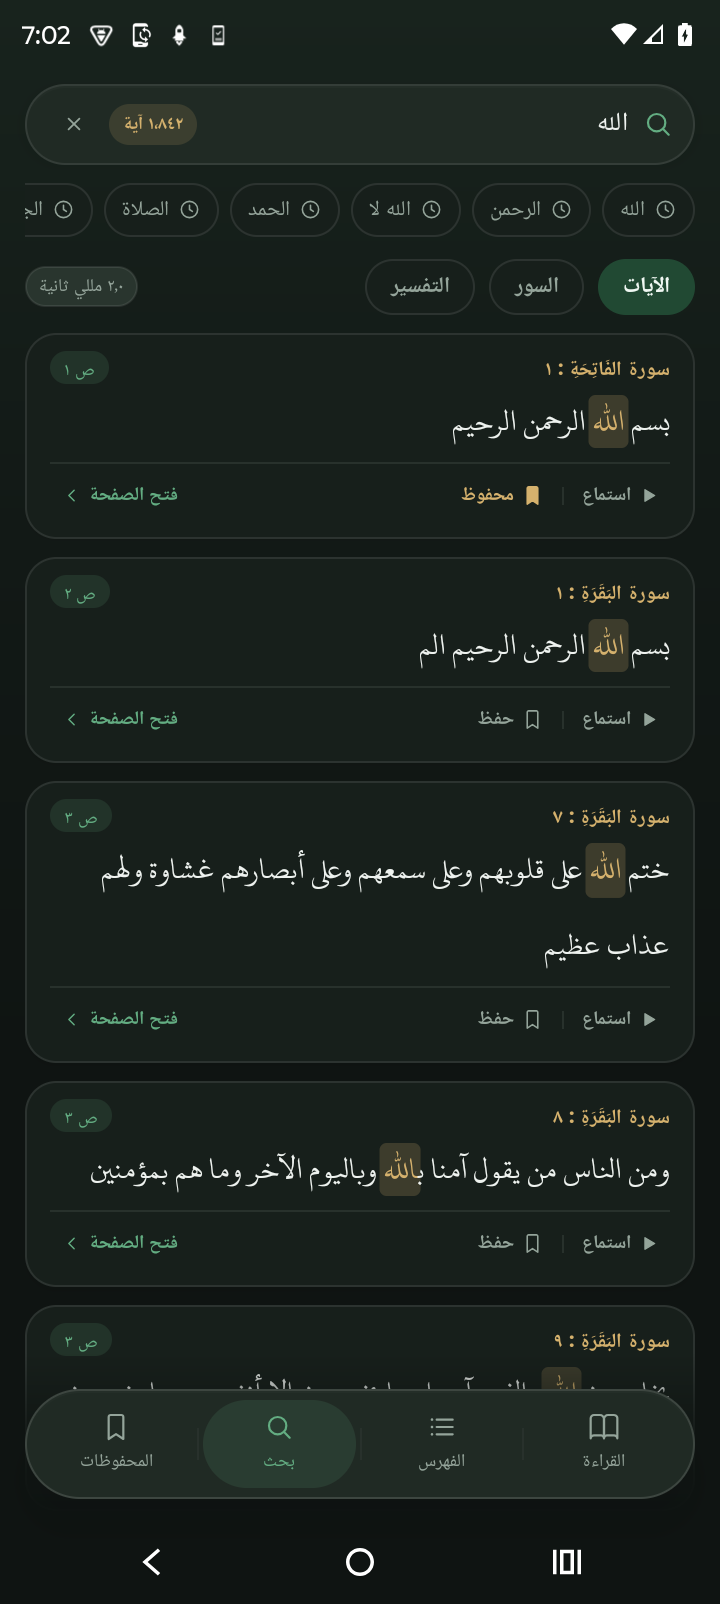 7:02
الله
١٬٨٤٢ آية
الله
الرحمن
الله لا
الحمد
الصلاة
الج
الآيات
السور
التفسير
٢٫٠ مللي ثانية
سورة الفَاتِحَةِ : ١
ص ١
بسم الله الرحمن الرحيم
استماع
محفوظ
فتح الصفحة
سورة البَقَرَةِ : ١
ص ٢
بسم الله الرحمن الرحيم الم
استماع
حفظ
فتح الصفحة
سورة البَقَرَةِ : ٧
ص ٣
ختم الله على قلوبهم وعلى سمعهم وعلى أبصارهم غشاوة ولهم
عذاب عظيم
استماع
حفظ
فتح الصفحة
سورة البَقَرَةِ : ٨
ص ٣
ومن الناس من يقول آمنا بالله وباليوم الآخر وما هم بمؤمنين
استماع
حفظ
فتح الصفحة
سورة البَقَرَةِ : ٩
ص ٣
القراءة
الفهرس
بحث
المحفوظات